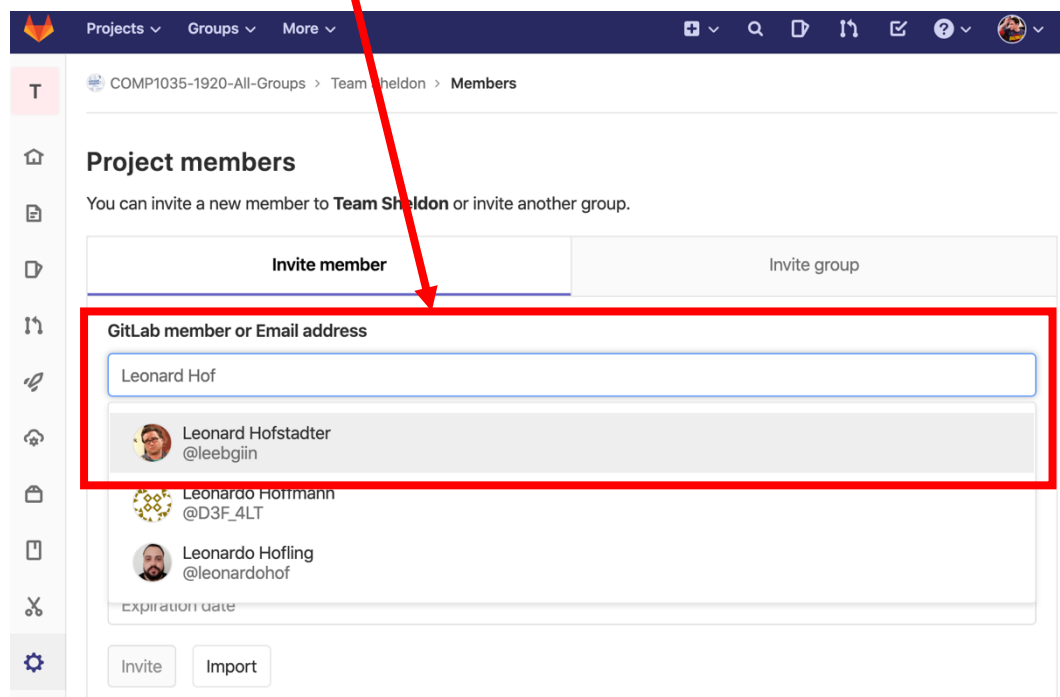 Projects Groups More
T
COMP1035-1920-All-Groups > Team Sheldon > Members
Project members
You can invite a new member to Team Sheldon or invite another group.
Invite member Invite group
GitLab member or Email address
Leonard Hof
Leonard Hofstadter
@leebgiin
Leonardo Hoffmann
@D3F_4LT
Leonardo Hofling
@leonardohof
Expiration date
Invite Import